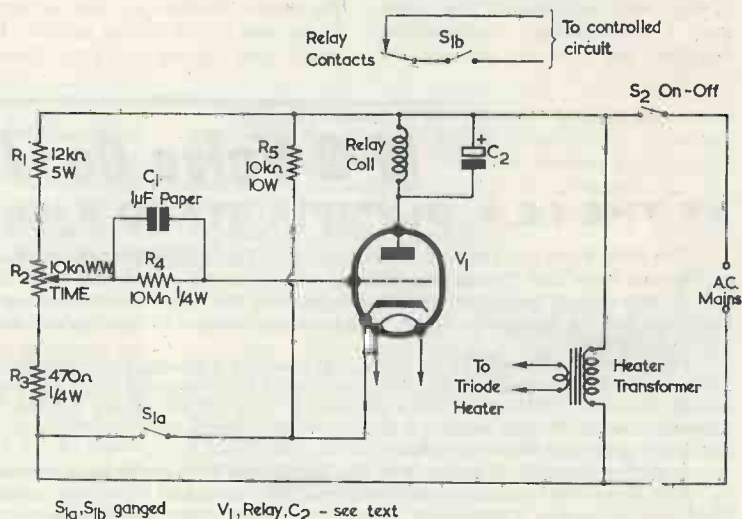 Relay
Contacts
S1b
To controlled
circuit
S2 On-Off
R1
12kΩ
5W
R5
10kΩ
10W
Relay
Coil
+
C2
C1
1µF Paper
R2
10kΩ W.W.
TIME
R4
10MΩ 1/4W
V1
A.C.
Mains
R3
470Ω
1/4W
To
Triode
Heater
Heater
Transformer
S1a
S1a, S1b ganged
V1, Relay, C2 - see text